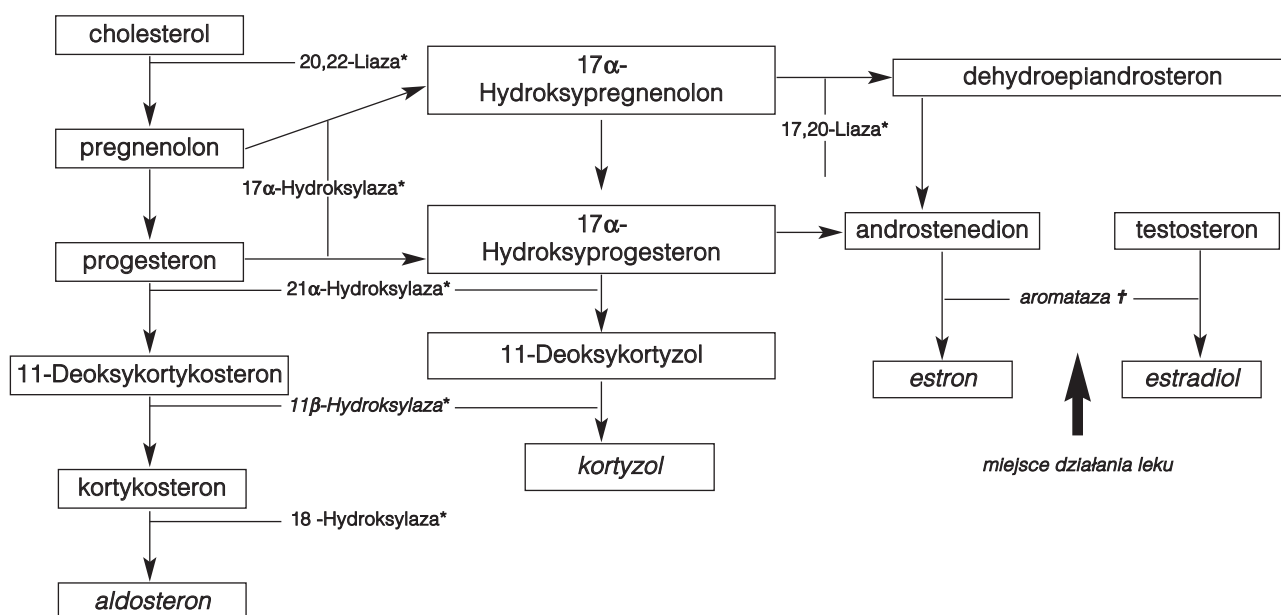 cholesterol
20,22-Liaza*
17α-
Hydroksypregnenolon
dehydroepiandrosteron
17,20-Liaza*
pregnenolon
17α-Hydroksylaza*
17α-
Hydroksyprogesteron
androstenedion
testosteron
progesteron
21α-Hydroksylaza*
aromataza †
11-Deoksykortykosteron
11-Deoksykortyzol
estron
estradiol
11β-Hydroksylaza*
kortyzol
miejsce działania leku
kortykosteron
18 -Hydroksylaza*
aldosteron